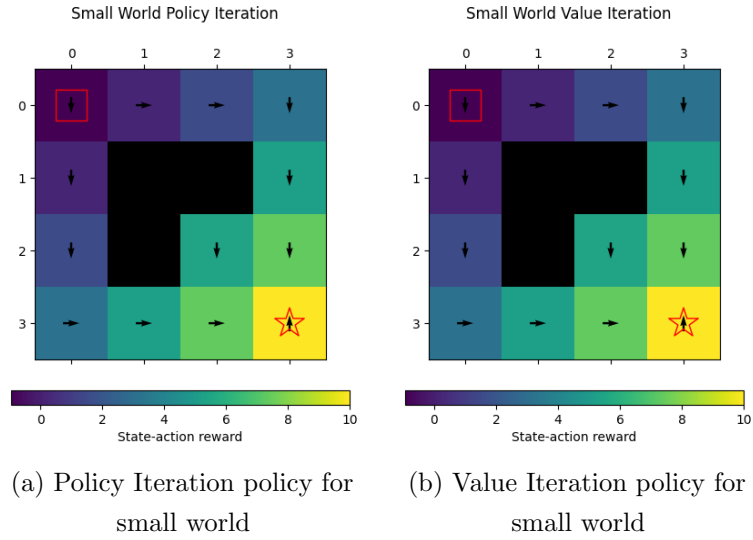 Small World Policy Iteration
0 1 2 3
0
1
2
3
0 2 4 6 8 10
State-action reward
(a) Policy Iteration policy for
small world
Small World Value Iteration
0 1 2 3
0
1
2
3
0 2 4 6 8 10
State-action reward
(b) Value Iteration policy for
small world